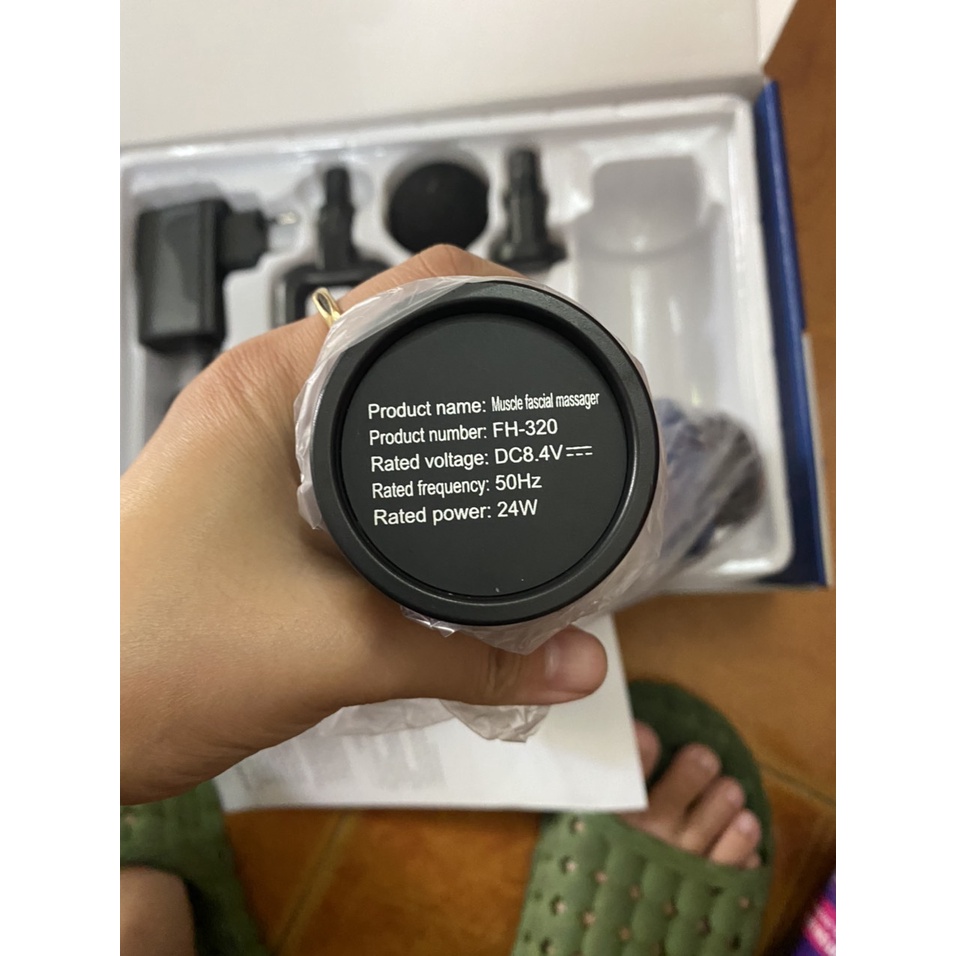 Product name: Muscle fascial massager
Product number: FH-320
Rated voltage: DC8.4V⎓
Rated frequency: 50Hz
Rated power: 24W